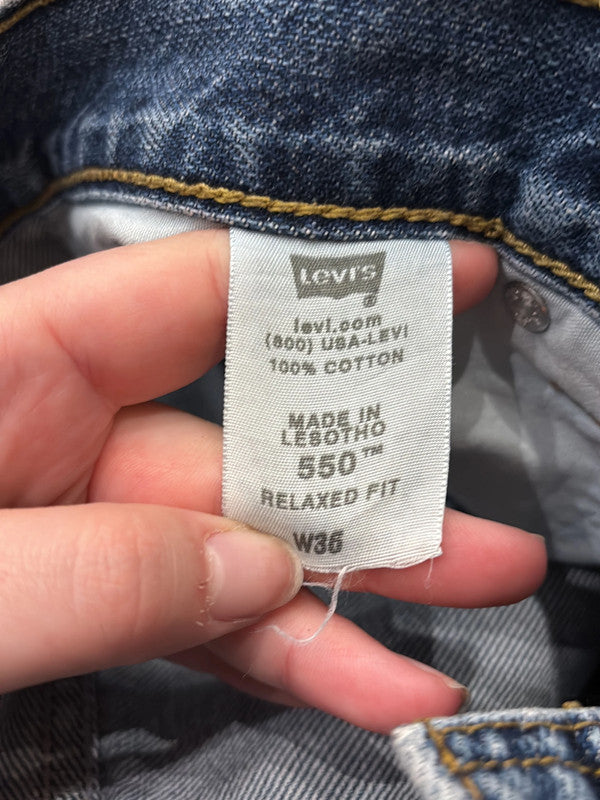 Levi's
®
levi.com
(800) USA-LEVI
100% COTTON
MADE IN
LESOTHO
550™
RELAXED FIT
W36